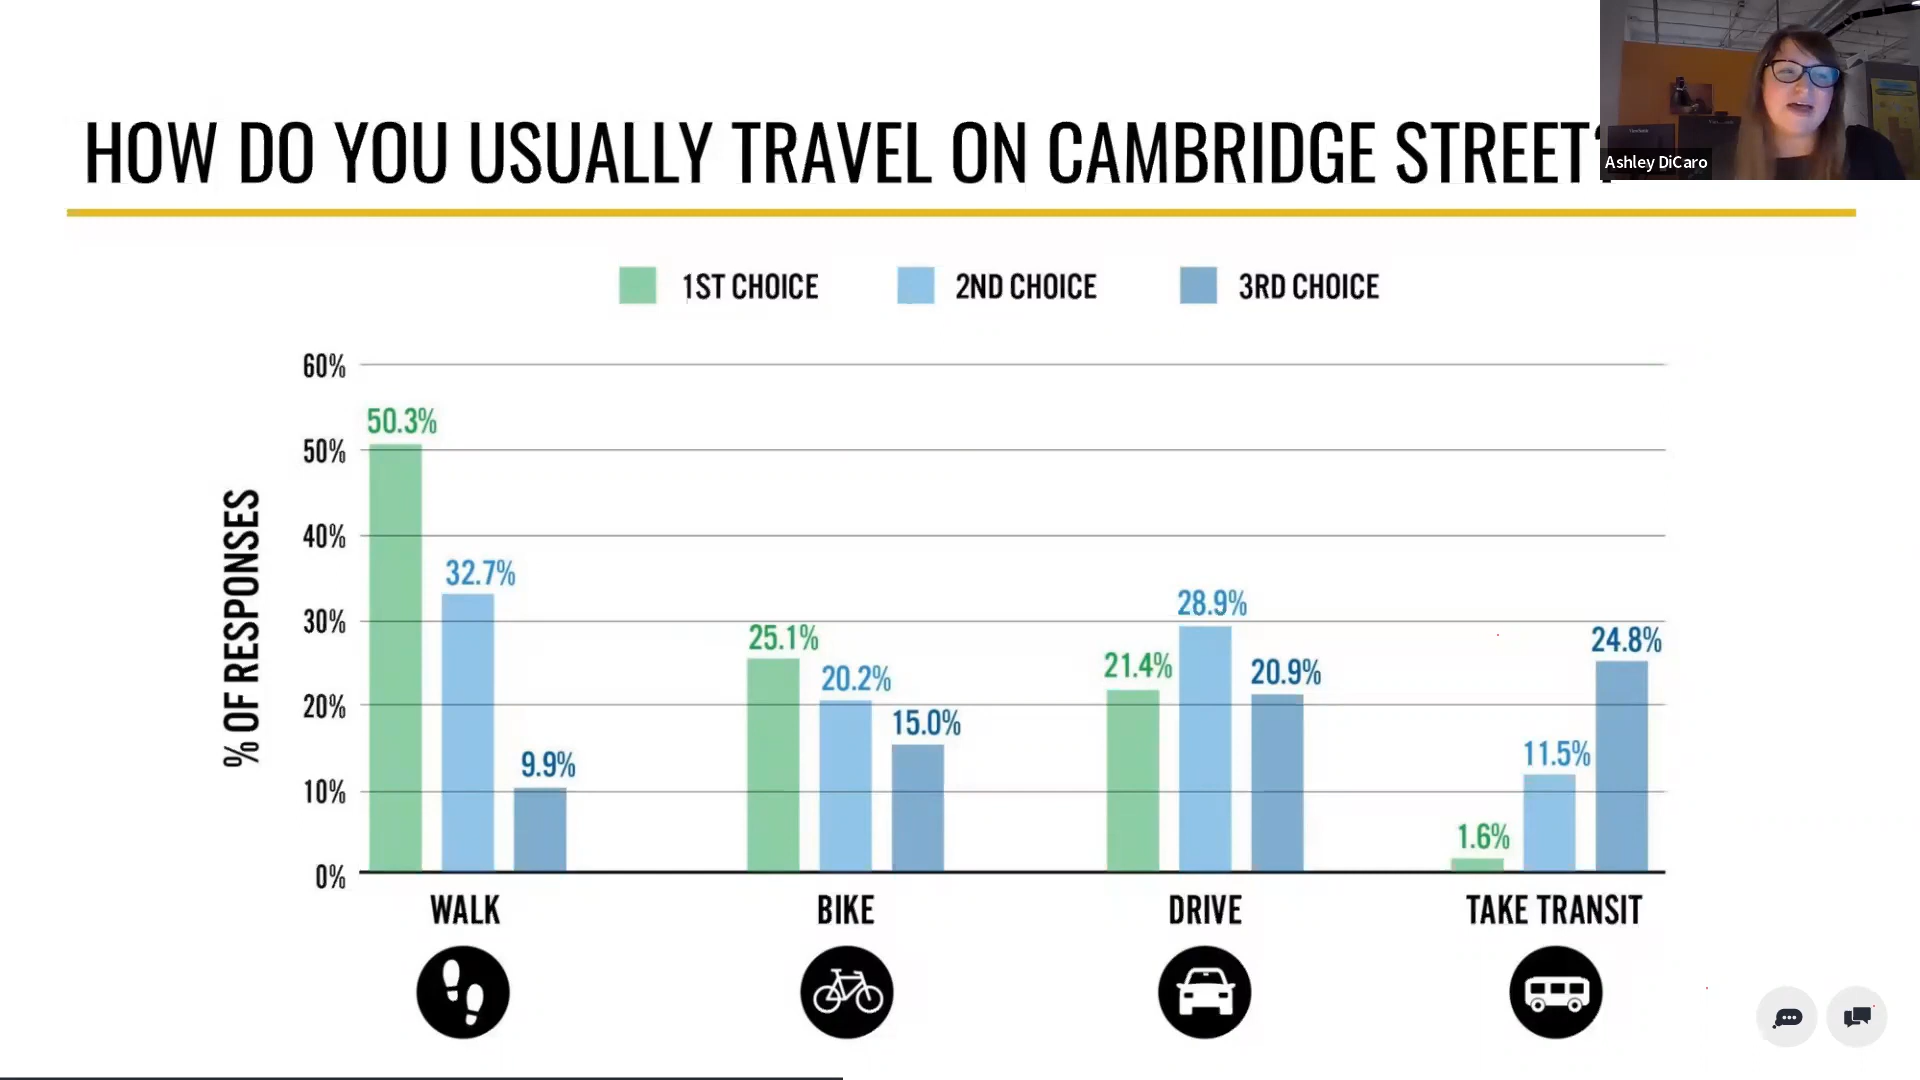 HOW DO YOU USUALLY TRAVEL ON CAMBRIDGE STREET?
Ashley DiCaro
1ST CHOICE
2ND CHOICE
3RD CHOICE
% OF RESPONSES
60%
50%
40%
30%
20%
10%
0%
50.3%
32.7%
9.9%
25.1%
20.2%
15.0%
21.4%
28.9%
20.9%
1.6%
11.5%
24.8%
WALK
BIKE
DRIVE
TAKE TRANSIT